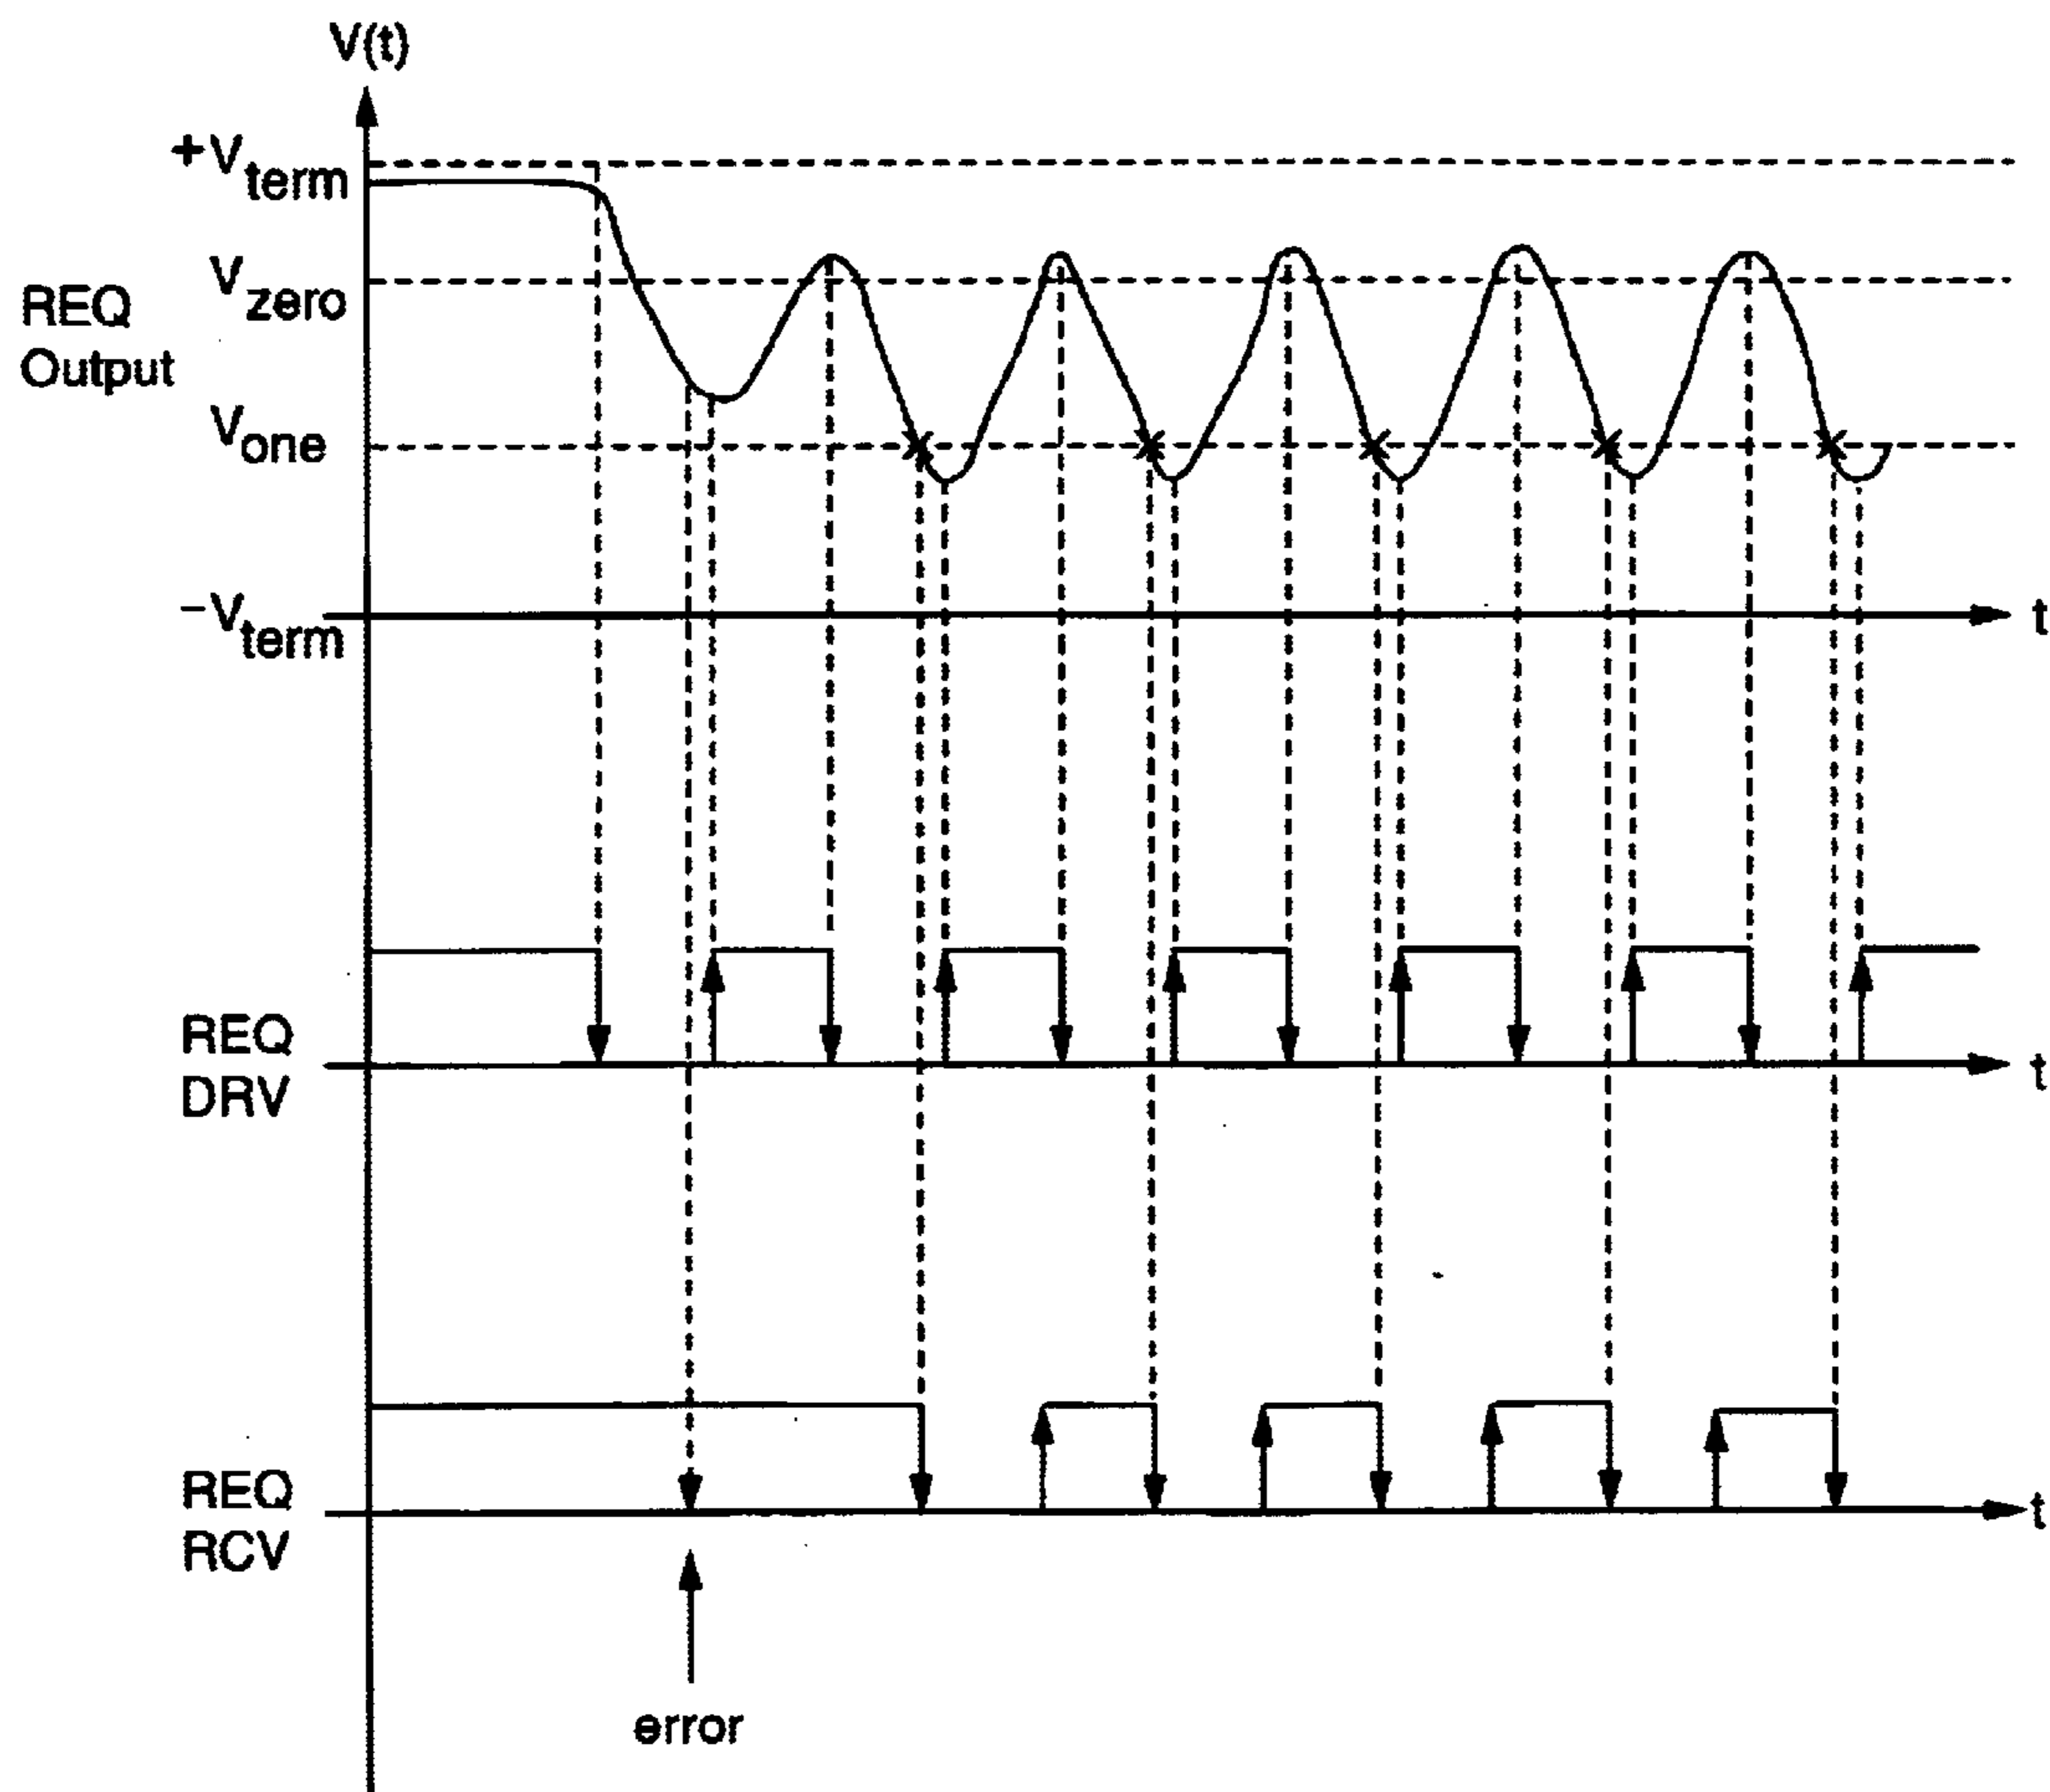 V(t)
+Vterm
Vzero
REQ
Output
Vone
−Vterm
t
REQ
DRV
t
REQ
RCV
t
error